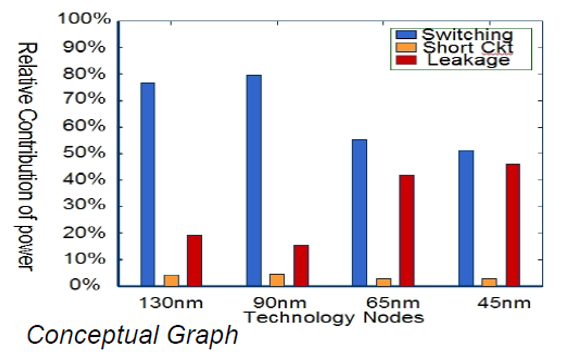 100%
90%
80%
70%
60%
50%
40%
30%
20%
10%
0%
Relative Contribution of power
Switching
Short Ckt
Leakage
130nm 90nm 65nm 45nm
Technology Nodes
Conceptual Graph